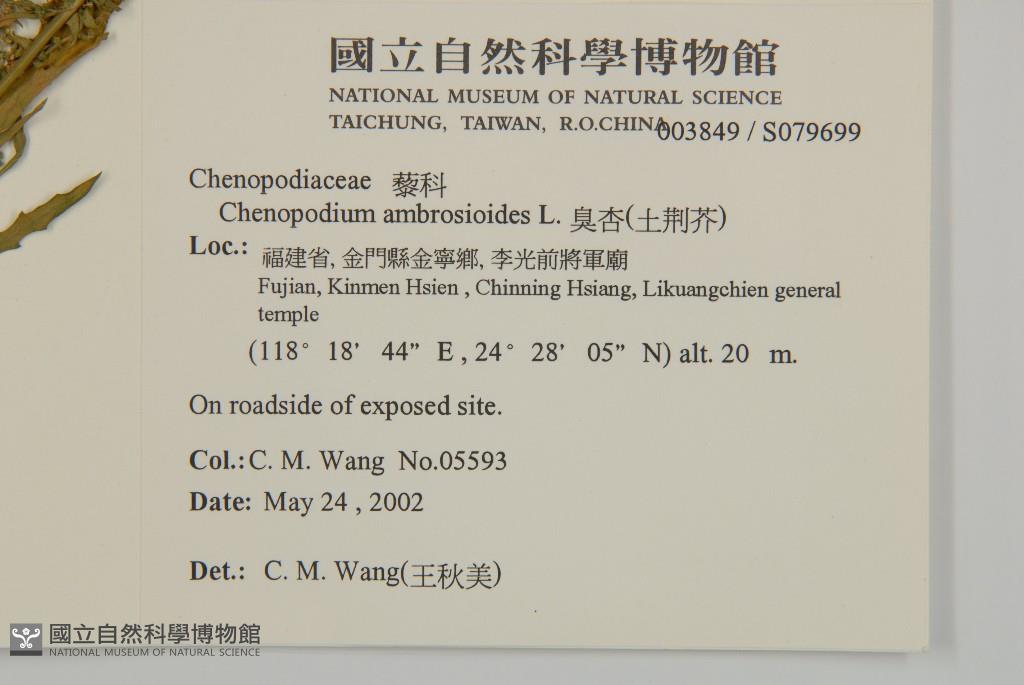 國立自然科學博物館
NATIONAL MUSEUM OF NATURAL SCIENCE
TAICHUNG, TAIWAN, R.O.CHINA 003849 / S079699
Chenopodiaceae 藜科
Chenopodium ambrosioides L. 臭杏(土荆芥)
Loc.: 福建省, 金門縣金寧鄉, 李光前將軍廟
Fujian, Kinmen Hsien , Chinning Hsiang, Likuangchien general
temple
(118° 18’ 44” E , 24° 28’ 05” N) alt. 20 m.
On roadside of exposed site.
Col.: C. M. Wang No.05593
Date: May 24 , 2002
Det.: C. M. Wang(王秋美)
國立自然科學博物館
NATIONAL MUSEUM OF NATURAL SCIENCE